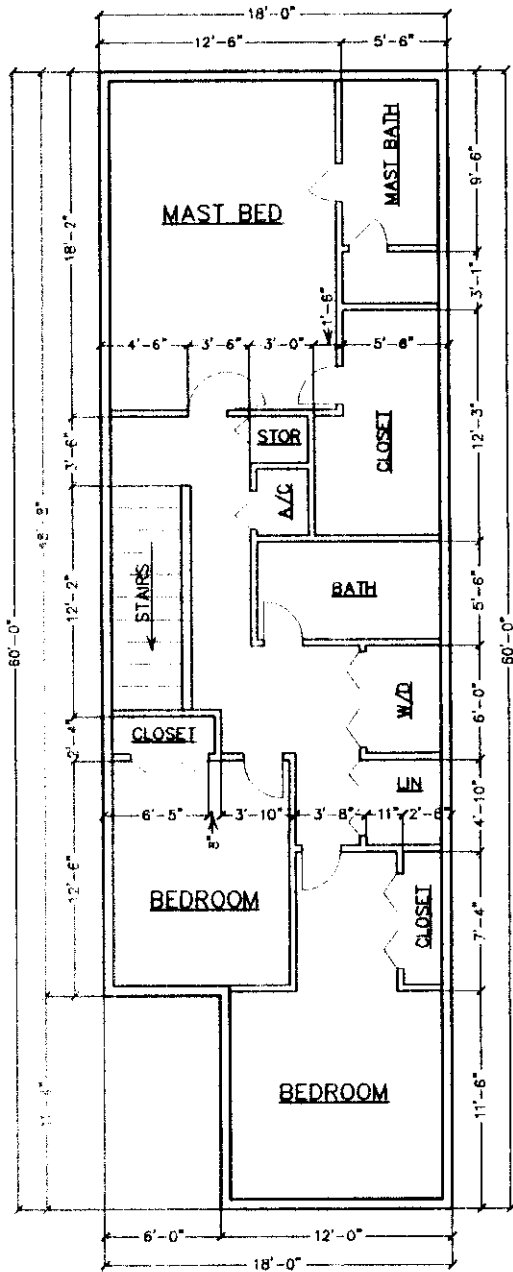 18'-0"
12'-6" 5'-6"
MAST BATH
9'-6"
MAST BED
18'-2"
3'-1"
1'-6"
4'-6" 3'-6" 3'-0" 5'-6"
CLOSET
12'-3"
STOR
3'-6"
A/C
STAIRS
12'-2"
BATH
5'-6"
60'-0"
60'-0"
W/D
6'-0"
CLOSET
2'-4"
LIN
4'-10"
6'-5" 3'-10" 3'-8" 11" 2'-6"
8"
12'-6"
BEDROOM
CLOSET
7'-4"
BEDROOM
11'-6"
6'-0" 12'-0"
18'-0"